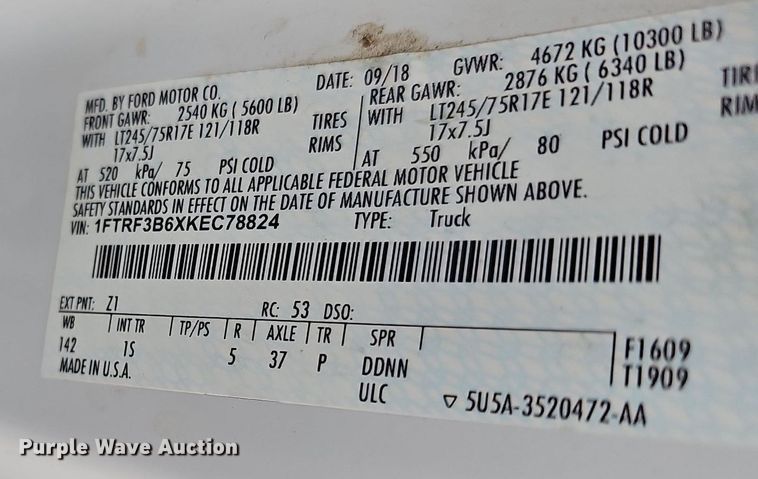 MFD. BY FORD MOTOR CO. DATE: 09/18 GVWR: 4672 KG (10300 LB)
FRONT GAWR: 2540 KG ( 5600 LB) REAR GAWR: 2876 KG ( 6340 LB)
WITH LT245/75R17E 121/118R TIRES WITH LT245/75R17E 121/118R
17x7.5J RIMS 17x7.5J RIM
AT 520 kPa/ 75 PSI COLD AT 550 kPa/ 80 PSI COLD
THIS VEHICLE CONFORMS TO ALL APPLICABLE FEDERAL MOTOR VEHICLE
SAFETY STANDARDS IN EFFECT ON THE DATE OF MANUFACTURE SHOWN ABOVE.
VIN: 1FTRF3B6XKEC78824 TYPE: Truck
EXT PNT: Z1 RC: 53 DSO:
WB INT TR TP/PS R AXLE TR SPR
142 1S 5 37 P DDNN F1609
MADE IN U.S.A. ULC T1909
▽ 5U5A-3520472-AA
Purple Wave Auction